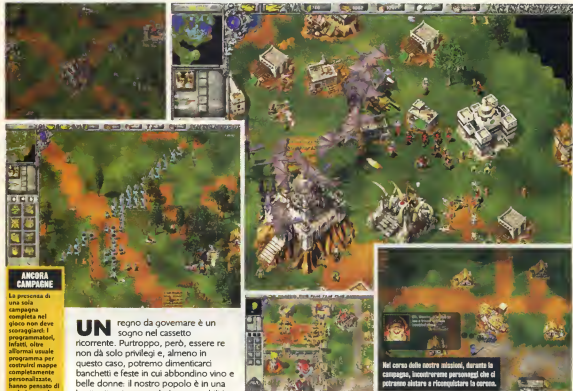 ANCORA
CAMPAGNE
La presenza di
una sola
campagna
completa nel
gioco non deve
scoraggiarci. I
programmatori,
infatti, oltre
all'ormai usuale
programma per
costruirci mappe
completamente
personalizzate,
hanno pensato di
UN regno da governare è un
sogno nel cassetto
ricorrente. Purtroppo, però, essere re
non dà solo privilegi e, almeno in
questo caso, potremo dimenticarci
banchetti e feste in cui abbondino vino e
belle donne: il nostro popolo è in una
Nel corso delle nostre missioni, durante la
campagna, incontreremo personaggi che ci
potranno aiutare a riconquistare la corona.